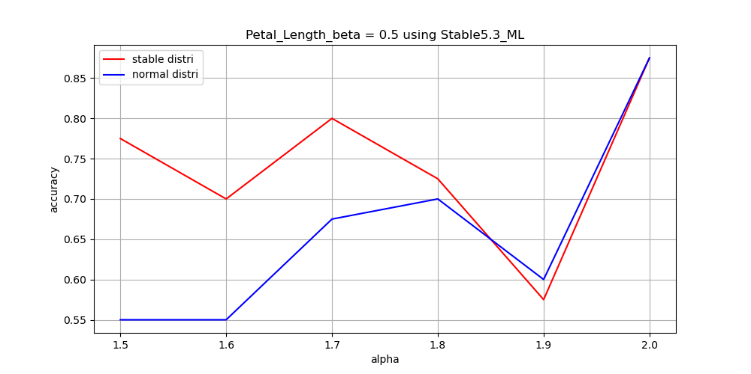 Petal_Length_beta = 0.5 using Stable5.3_ML
stable distri
normal distri
accuracy
0.85
0.80
0.75
0.70
0.65
0.60
0.55
1.5 1.6 1.7 1.8 1.9 2.0
alpha